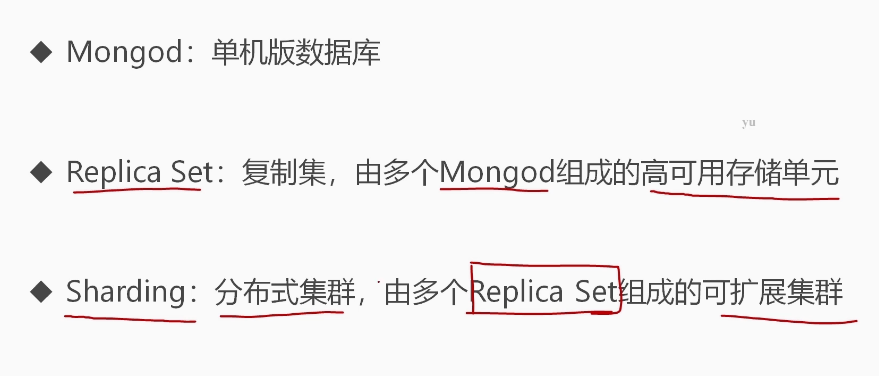 ◆ Mongod：单机版数据库
yu
◆ Replica Set：复制集，由多个Mongod组成的高可用存储单元
◆ Sharding：分布式集群，由多个Replica Set组成的可扩展集群